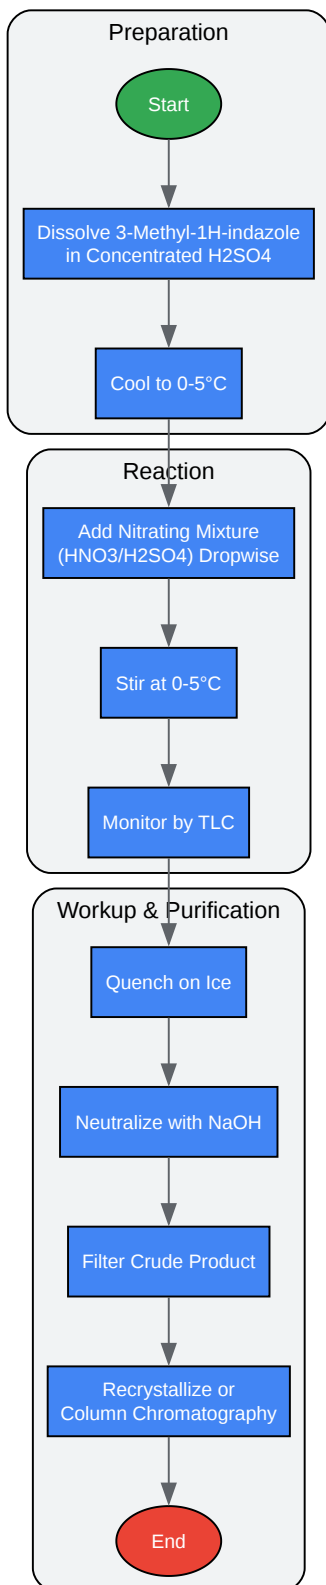 Preparation
Start
Dissolve 3-Methyl-1H-indazole
in Concentrated H2SO4
Cool to 0-5°C
Reaction
Add Nitrating Mixture
(HNO3/H2SO4) Dropwise
Stir at 0-5°C
Monitor by TLC
Workup & Purification
Quench on Ice
Neutralize with NaOH
Filter Crude Product
Recrystallize or
Column Chromatography
End